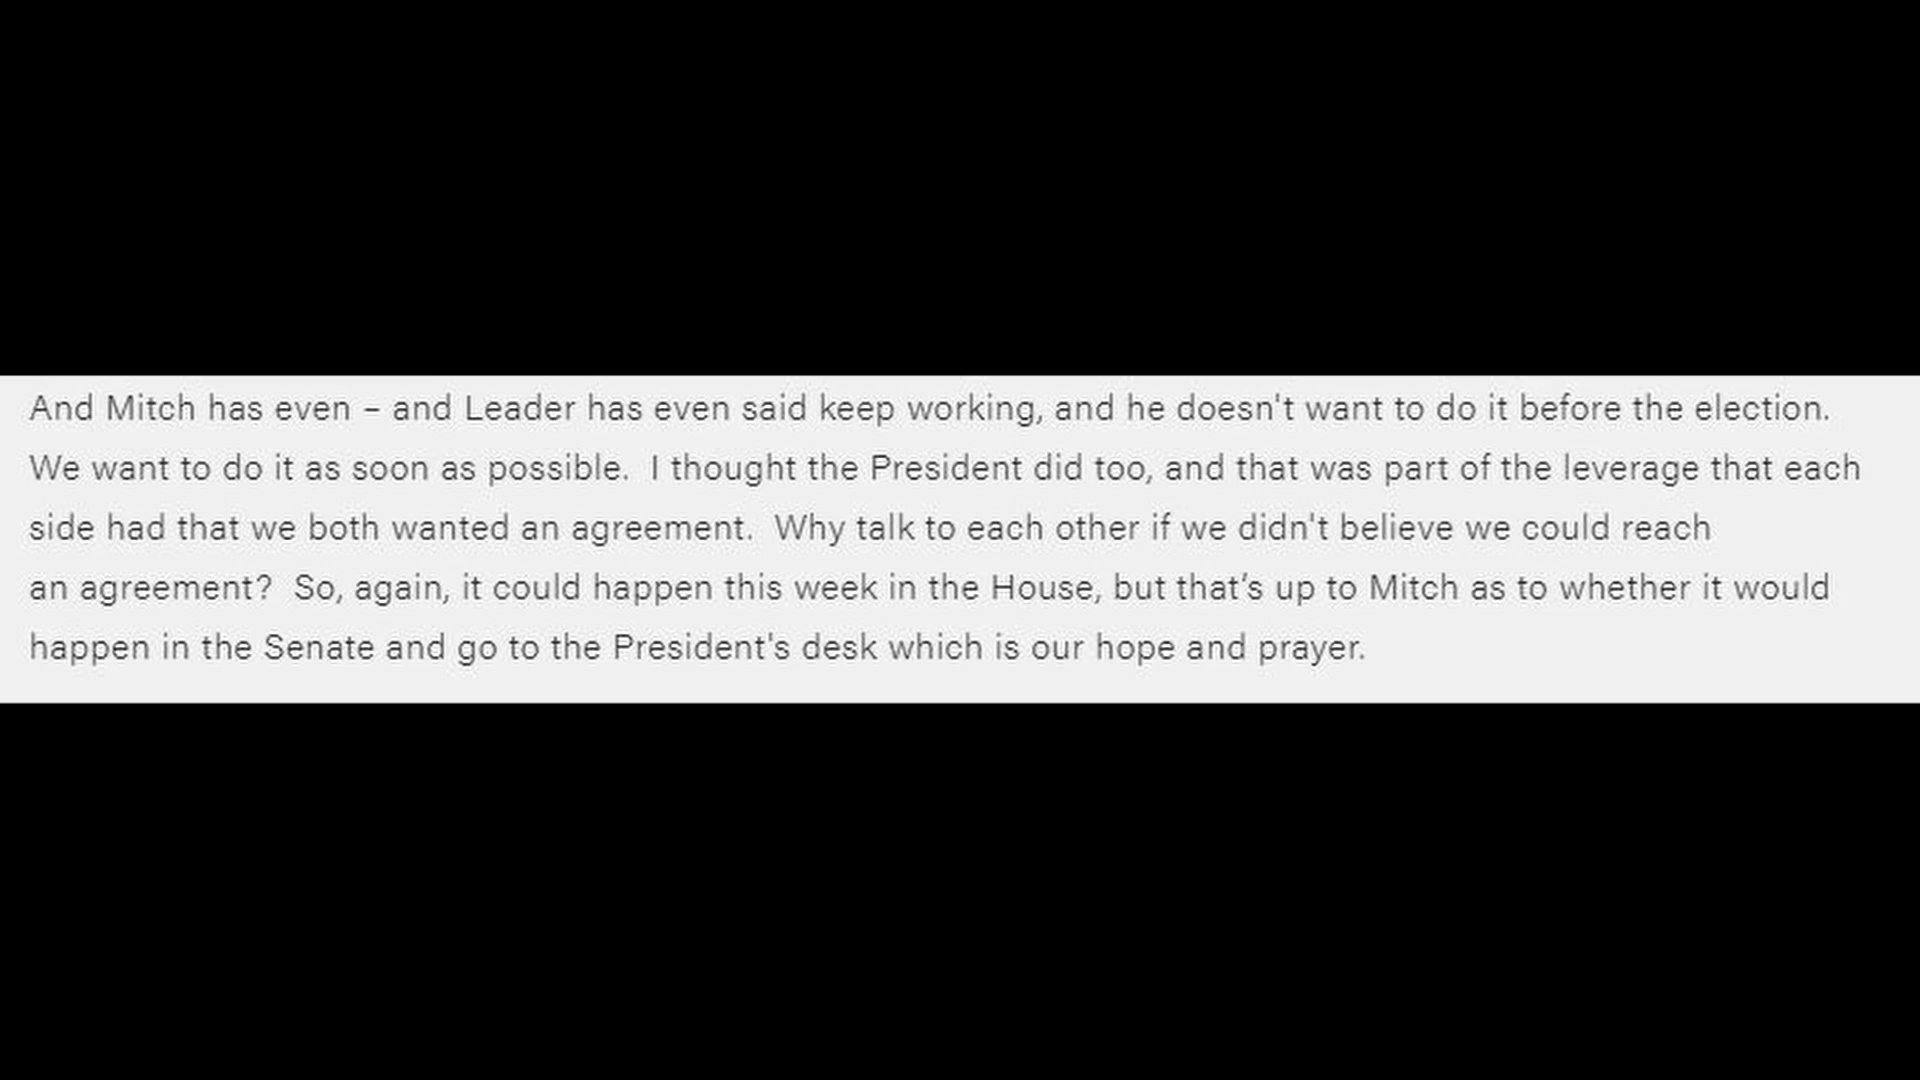 And Mitch has even – and Leader has even said keep working, and he doesn't want to do it before the election.
We want to do it as soon as possible.  I thought the President did too, and that was part of the leverage that each
side had that we both wanted an agreement.  Why talk to each other if we didn't believe we could reach
an agreement?  So, again, it could happen this week in the House, but that’s up to Mitch as to whether it would
happen in the Senate and go to the President's desk which is our hope and prayer.